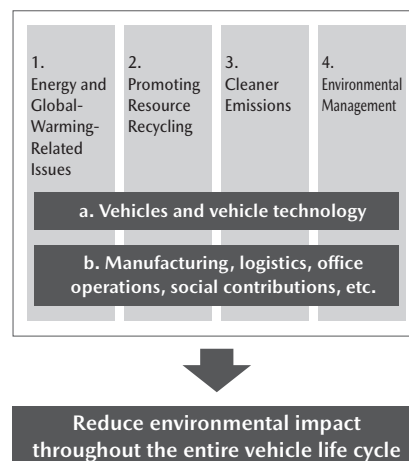 1.
Energy and
Global-
Warming-
Related
Issues
2.
Promoting
Resource
Recycling
3.
Cleaner
Emissions
4.
Environmental
Management
a. Vehicles and vehicle technology
b. Manufacturing, logistics, office
operations, social contributions, etc.
Reduce environmental impact
throughout the entire vehicle life cycle